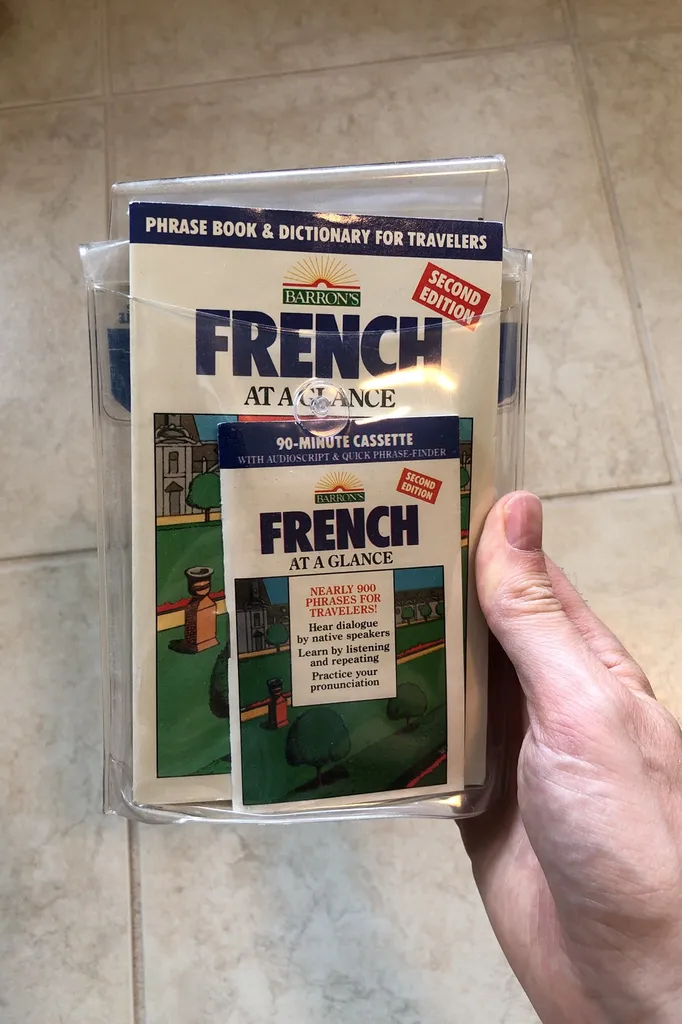 PHRASE BOOK & DICTIONARY FOR TRAVELERS
BARRON'S
SECOND
EDITION
FRENCH
AT A GLANCE
90-MINUTE CASSETTE
WITH AUDIOSCRIPT & QUICK PHRASE-FINDER
BARRON'S
SECOND
EDITION
FRENCH
AT A GLANCE
NEARLY 900
PHRASES FOR
TRAVELERS!
Hear dialogue
by native speakers
Learn by listening
and repeating
Practice your
pronunciation